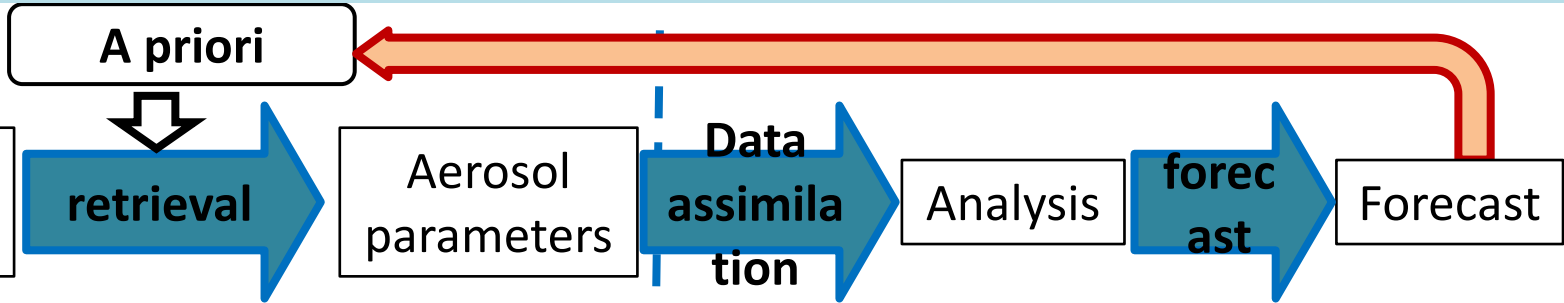 A priori
retrieval
Aerosol
parameters
Data
assimila
tion
Analysis
forec
ast
Forecast